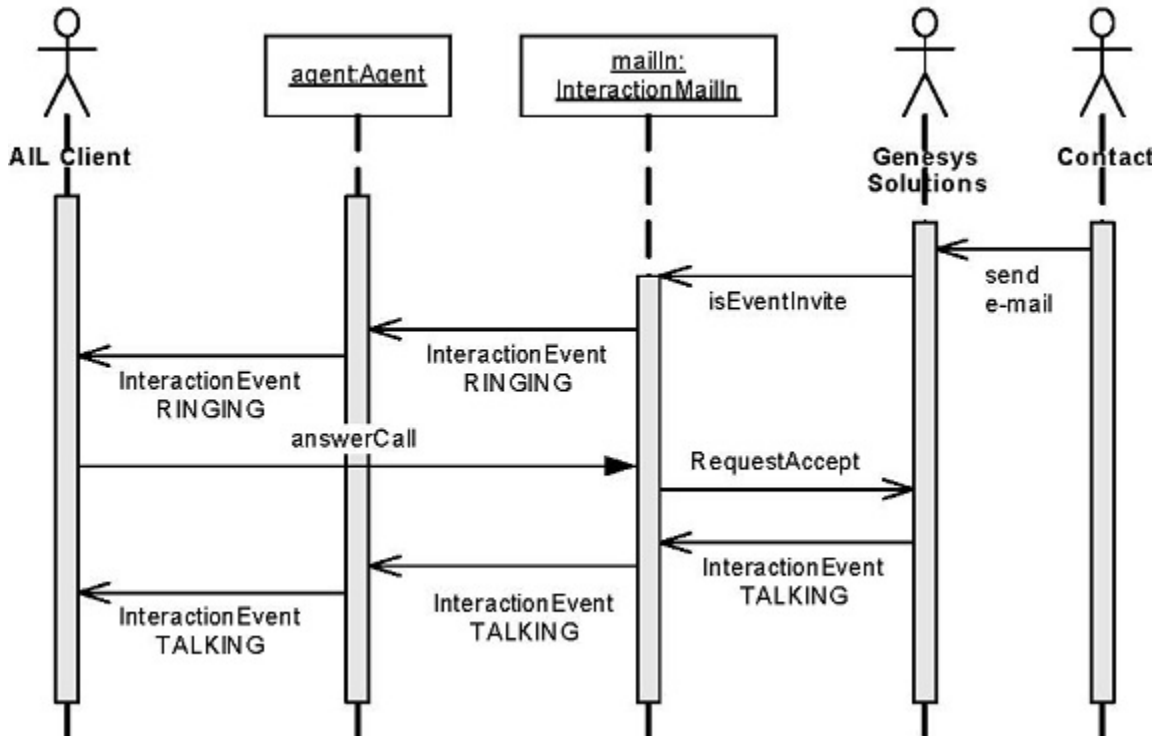 agent:Agent
mailIn:
InteractionMailIn
AIL Client
Genesys
Solutions
Contact
send
e-mail
isEventInvite
InteractionEvent
RINGING
InteractionEvent
RINGING
answerCall
RequestAccept
InteractionEvent
TALKING
InteractionEvent
TALKING
InteractionEvent
TALKING